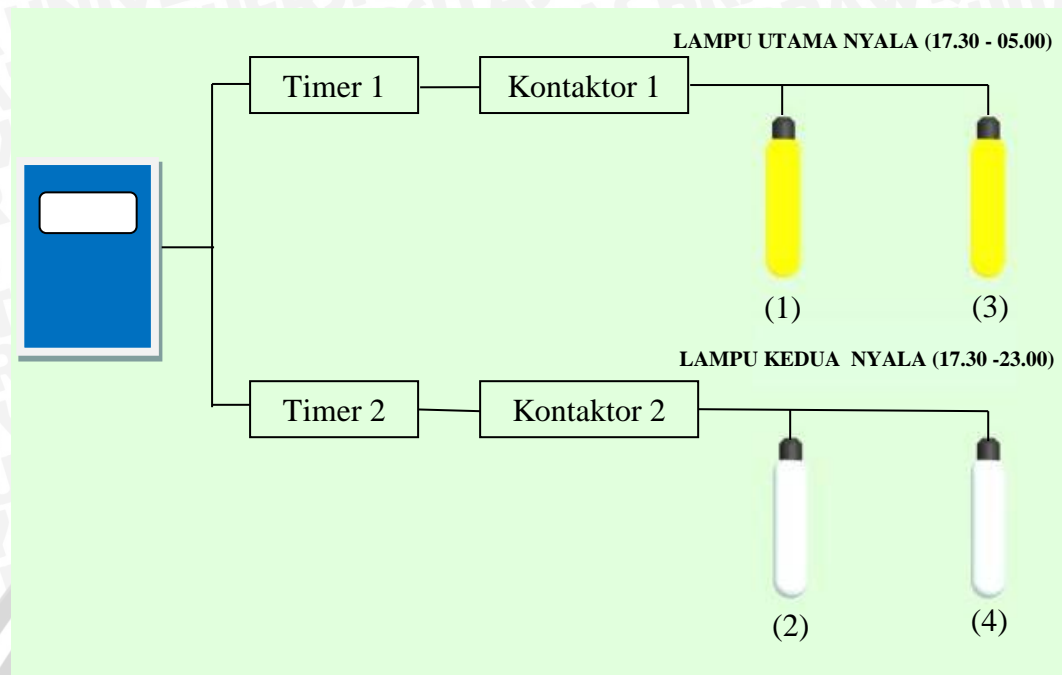 LAMPU UTAMA NYALA (17.30 - 05.00)
Timer 1
Kontaktor 1
(1)
(3)
LAMPU KEDUA NYALA (17.30 -23.00)
Timer 2
Kontaktor 2
(2)
(4)